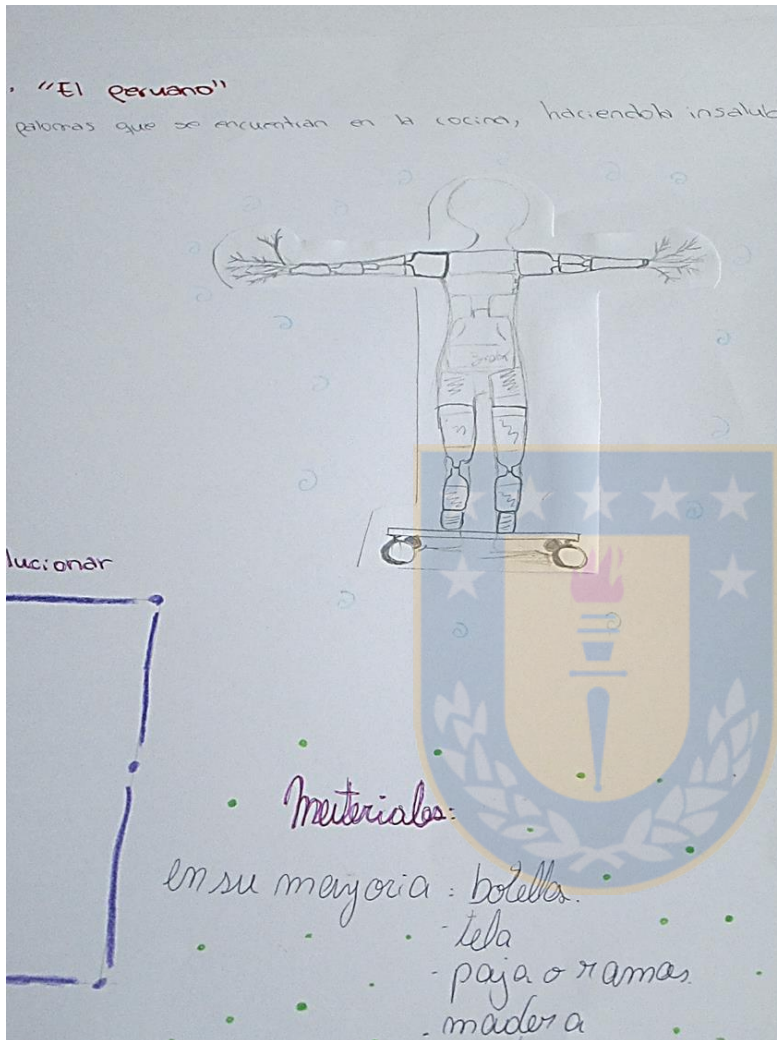 . "El peruano"
palomas que se encuentran en la cocina, haciendola insalub
lucionar
Materiales:
en su mayoria : botellas.
- tela
- paja o ramas.
. madera